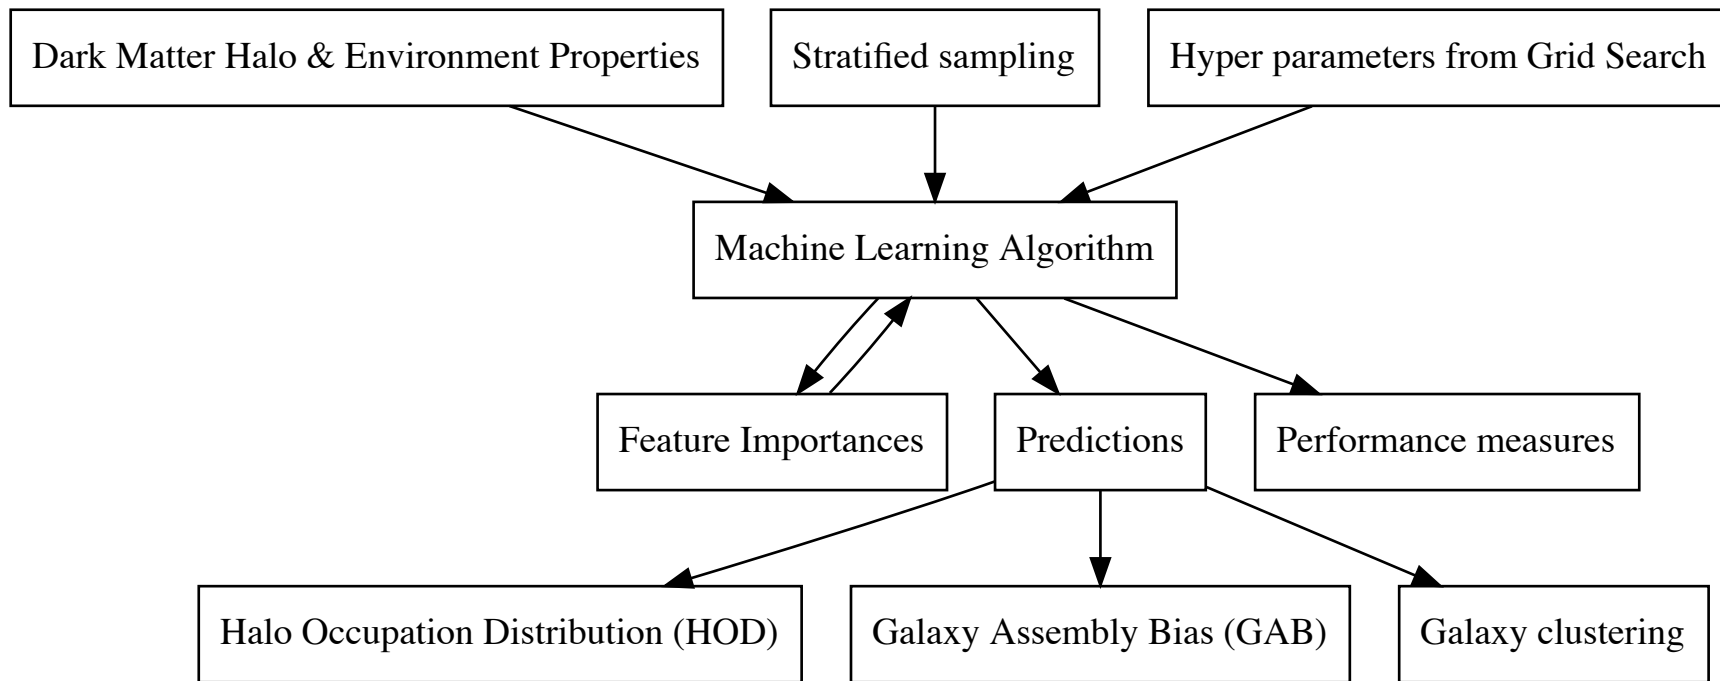 Dark Matter Halo & Environment Properties
Stratified sampling
Hyper parameters from Grid Search
Machine Learning Algorithm
Feature Importances
Predictions
Performance measures
Halo Occupation Distribution (HOD)
Galaxy Assembly Bias (GAB)
Galaxy clustering